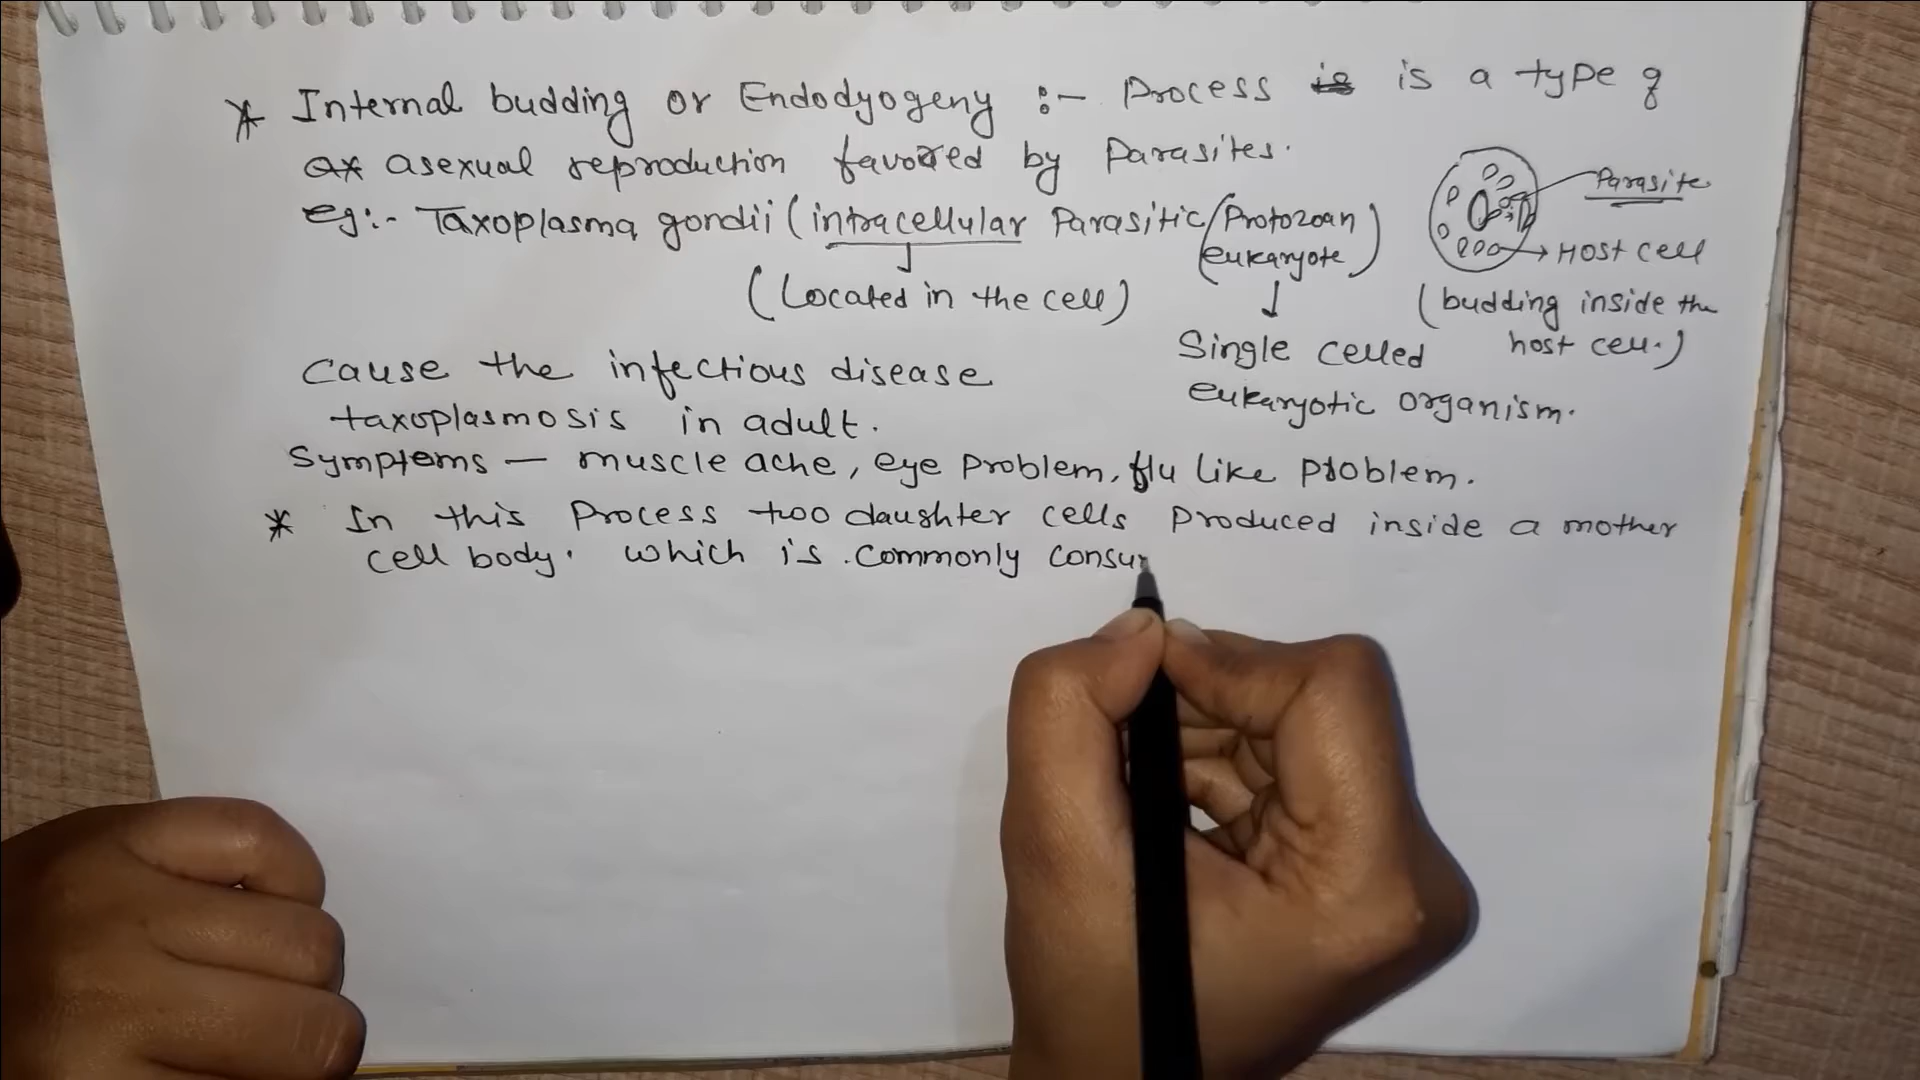 * Internal budding or Endodyogeny :- Process is is a type of
asexual reproduction favored by Parasites.
eg:- Taxoplasma gondii (intracellular Parasitic/Protozoan
eukaryote)
(Located in the cell)
Single celled
eukaryotic organism.
Parasite
Host cell
(budding inside the
host cell.)
Cause the infectious disease
taxoplasmosis in adult.
Symptoms — muscle ache, eye problem, flu like problem.
* In this Process two daughter cells produced inside a mother
cell body. which is commonly consu